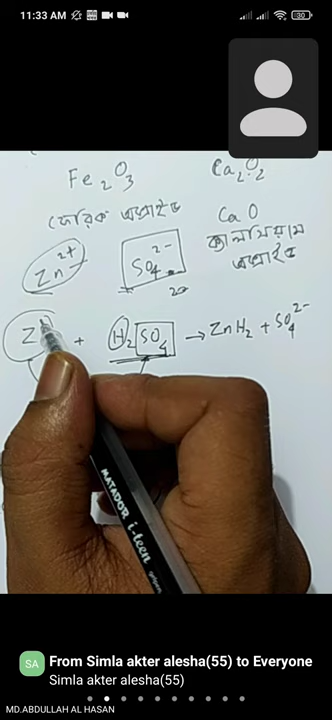 11:33 AM
30
Fe₂O₃
Ca₂O₂
ফেরিক অক্সাইড
CaO
ক্যালসিয়াম
অক্সাইড
Zn²⁺
SO₄²⁻
Z + H₂SO₄ → ZnH₂ + SO₄²⁻
MATADOR i-teen
SA
From Simla akter alesha(55) to Everyone
Simla akter alesha(55)
MD.ABDULLAH AL HASAN